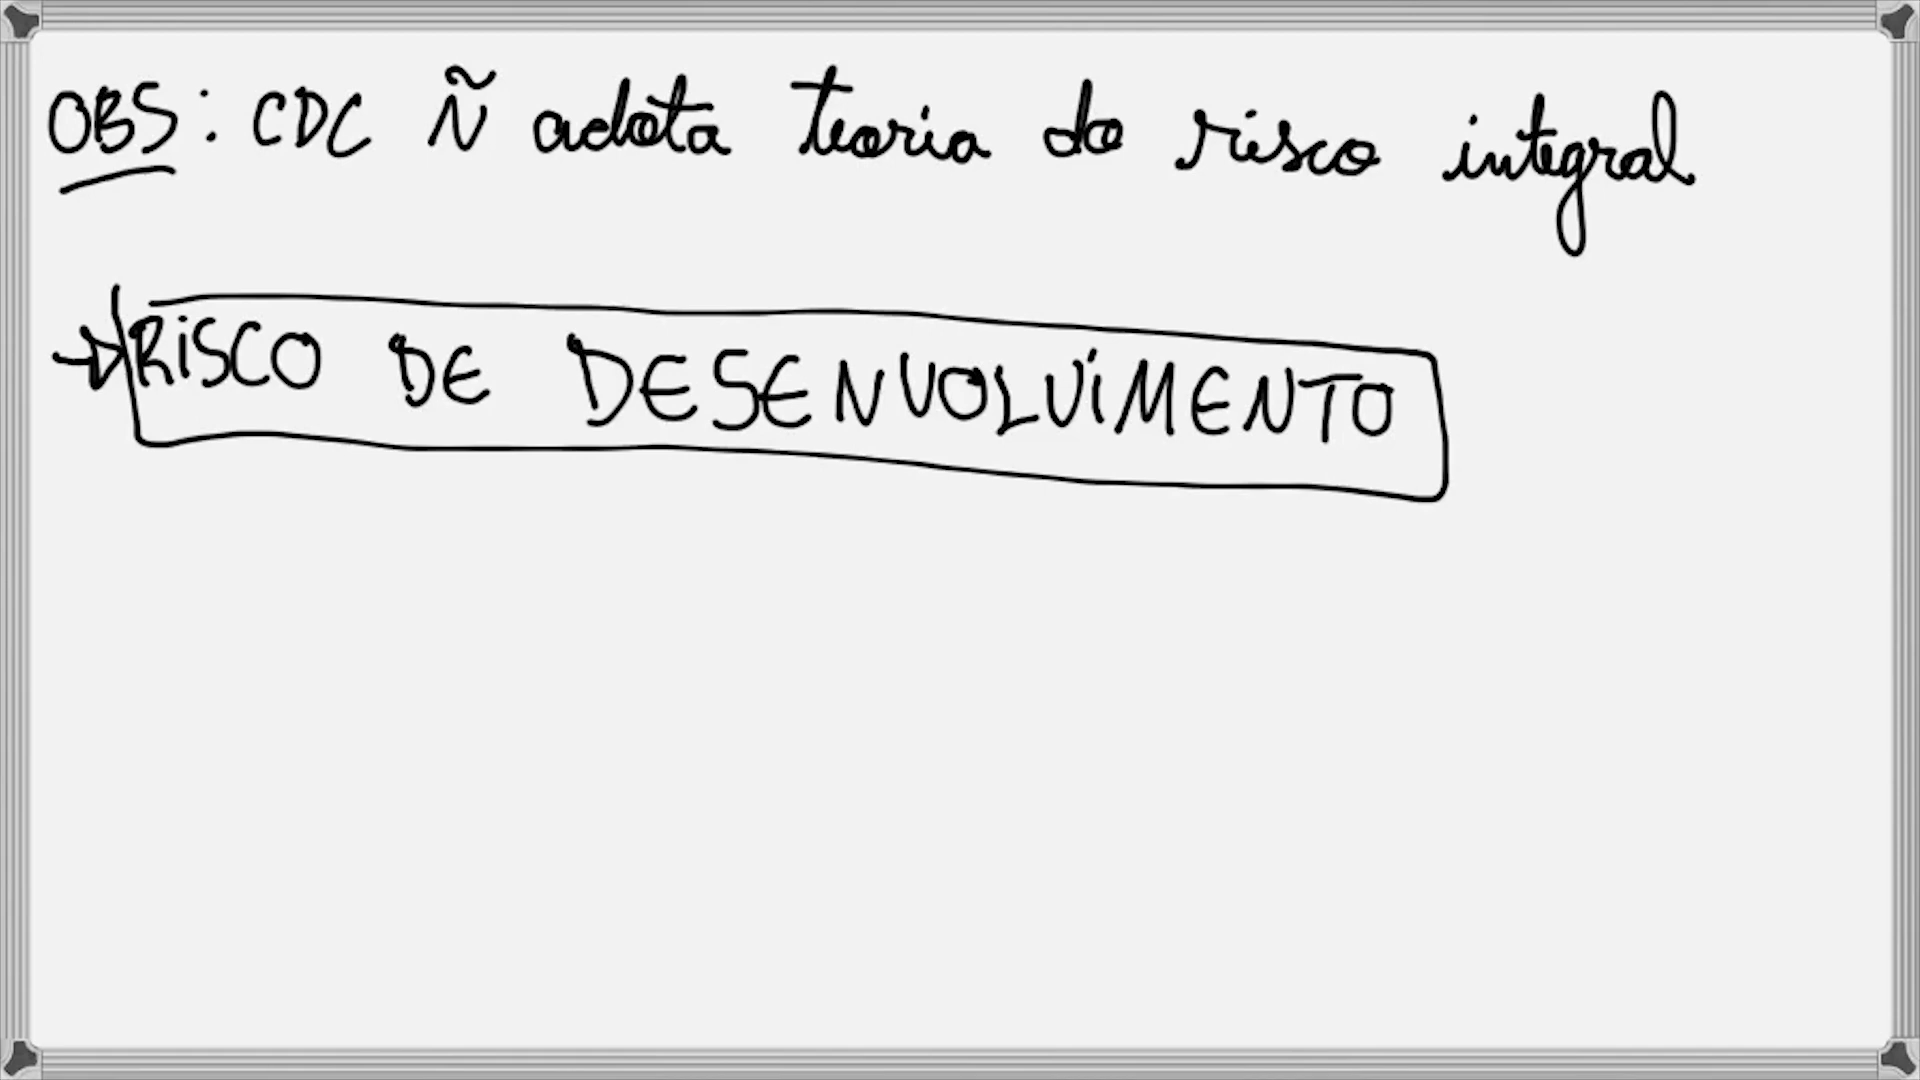 OBS: CDC Ñ adota teoria do risco integral
RISCO DE DESENVOLVIMENTO